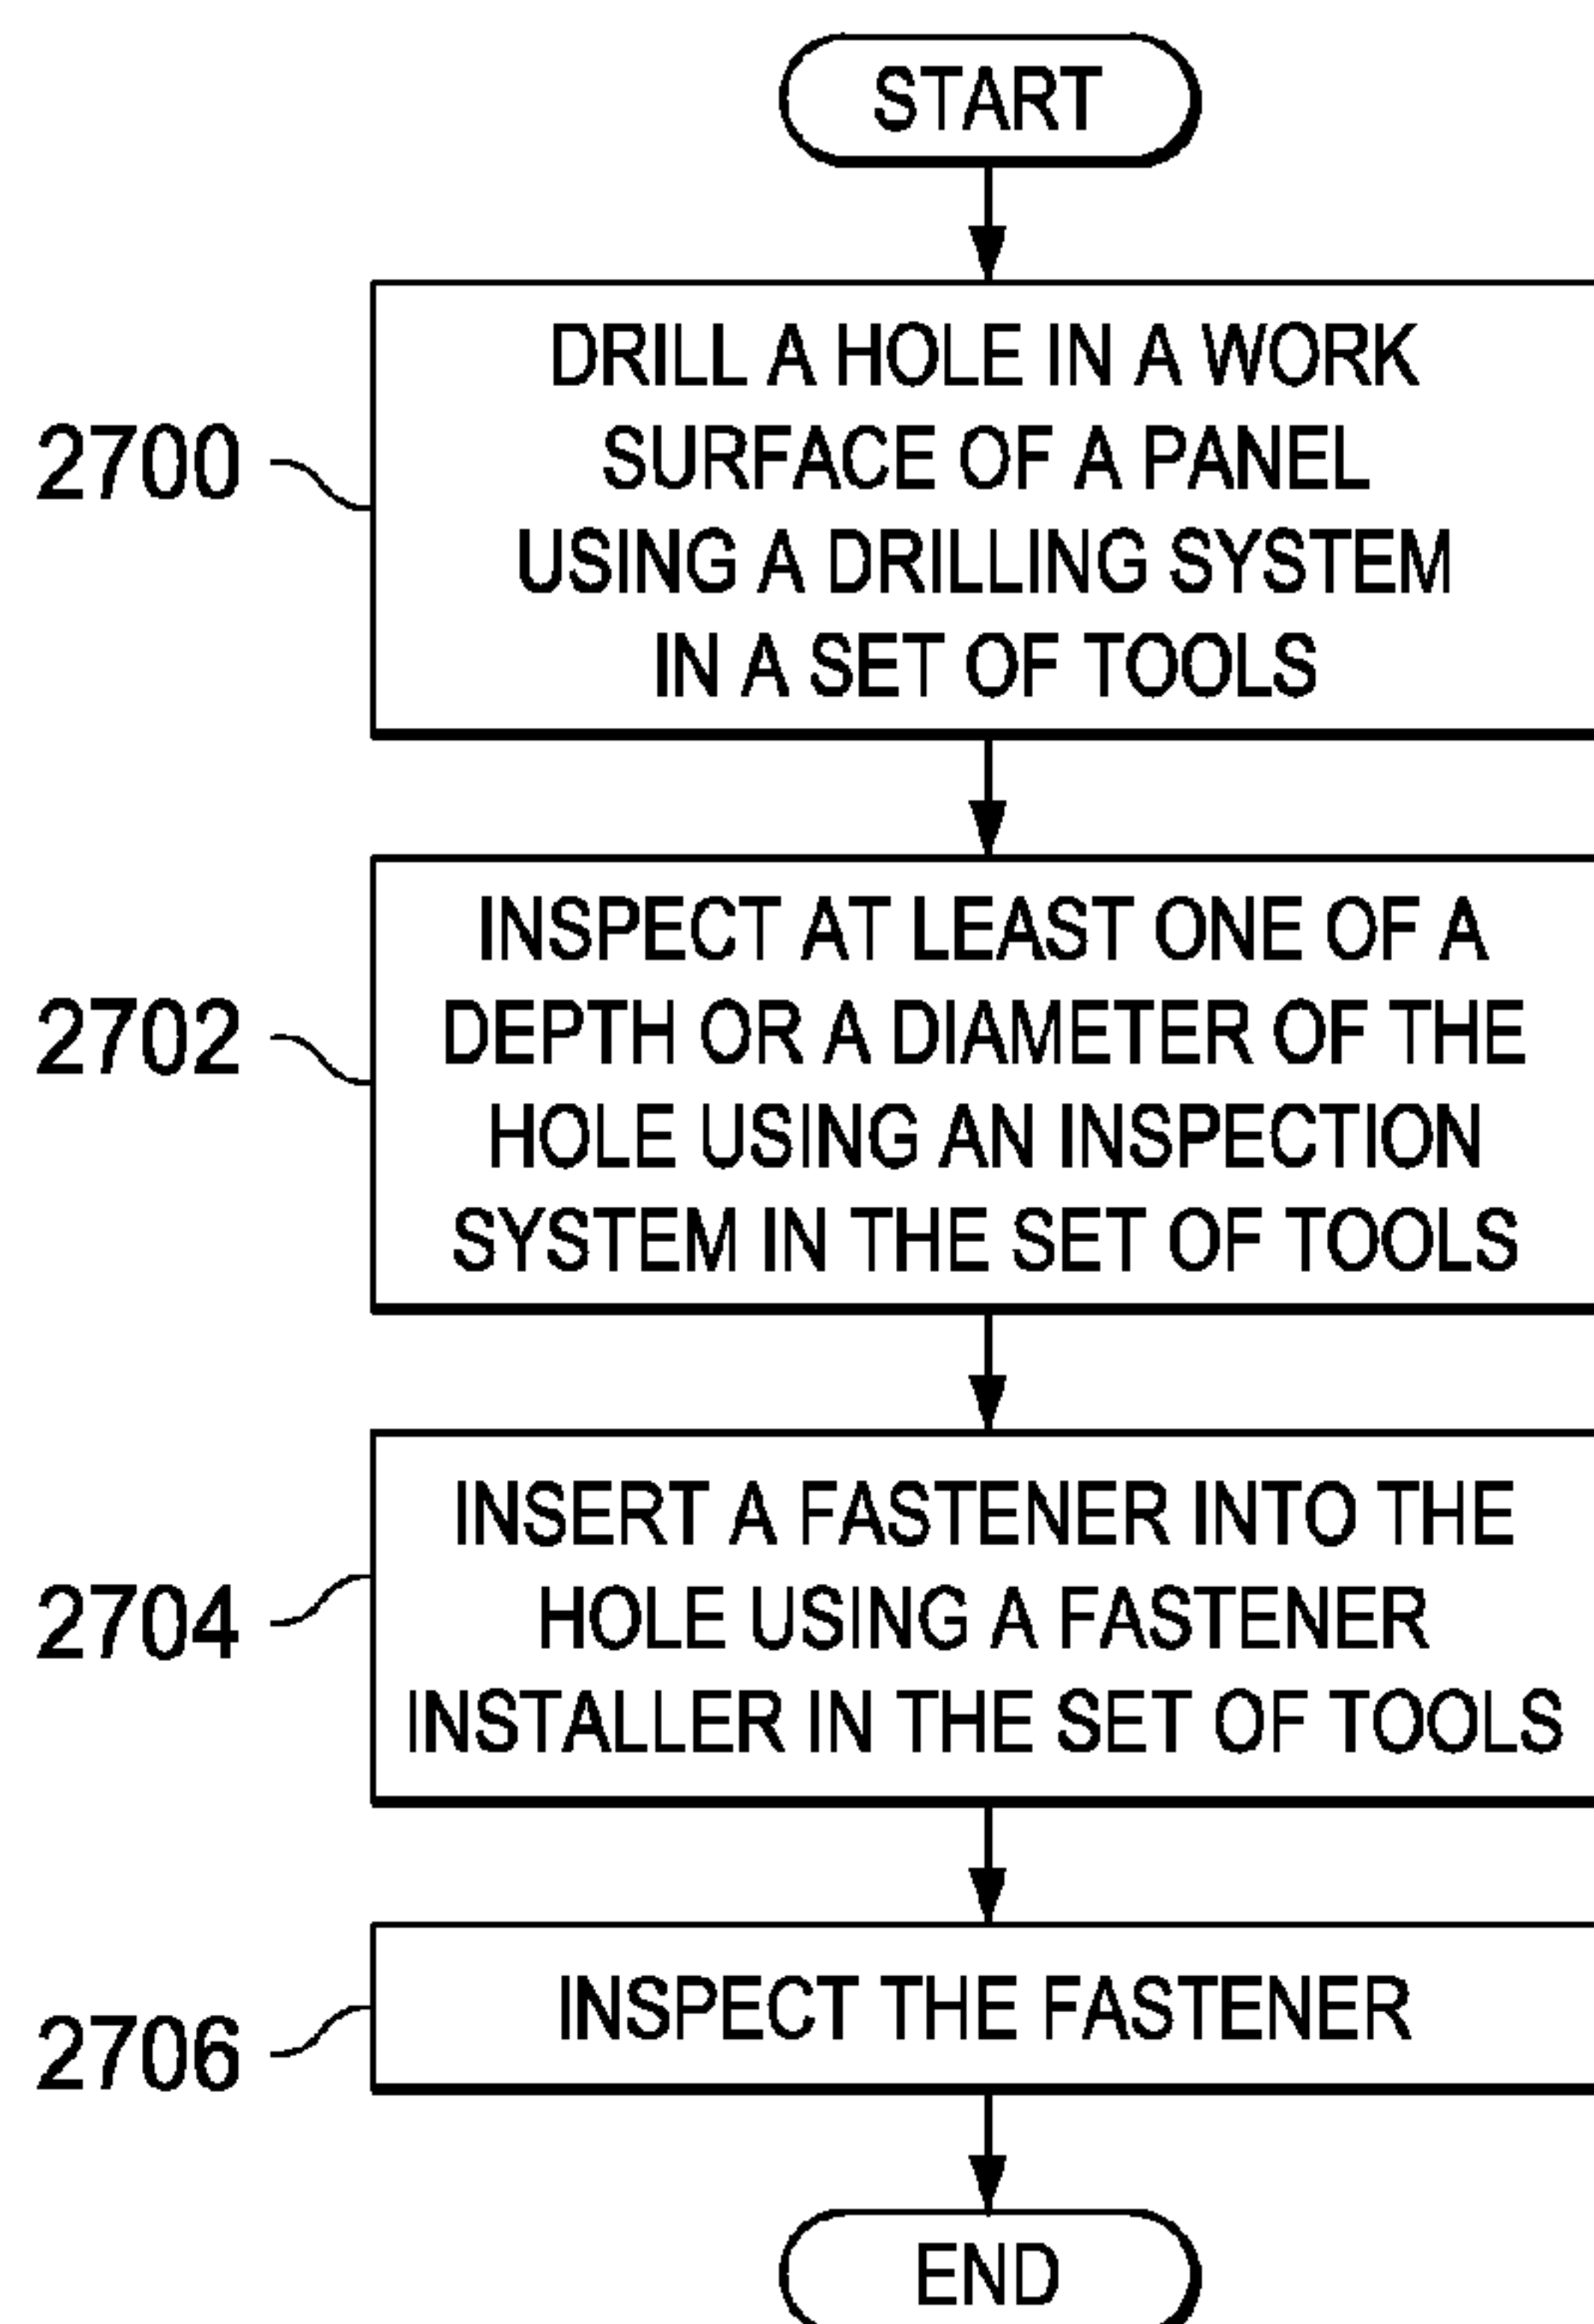 START
2700
DRILL A HOLE IN A WORK
SURFACE OF A PANEL
USING A DRILLING SYSTEM
IN A SET OF TOOLS
2702
INSPECT AT LEAST ONE OF A
DEPTH OR A DIAMETER OF THE
HOLE USING AN INSPECTION
SYSTEM IN THE SET OF TOOLS
2704
INSERT A FASTENER INTO THE
HOLE USING A FASTENER
INSTALLER IN THE SET OF TOOLS
2706
INSPECT THE FASTENER
END